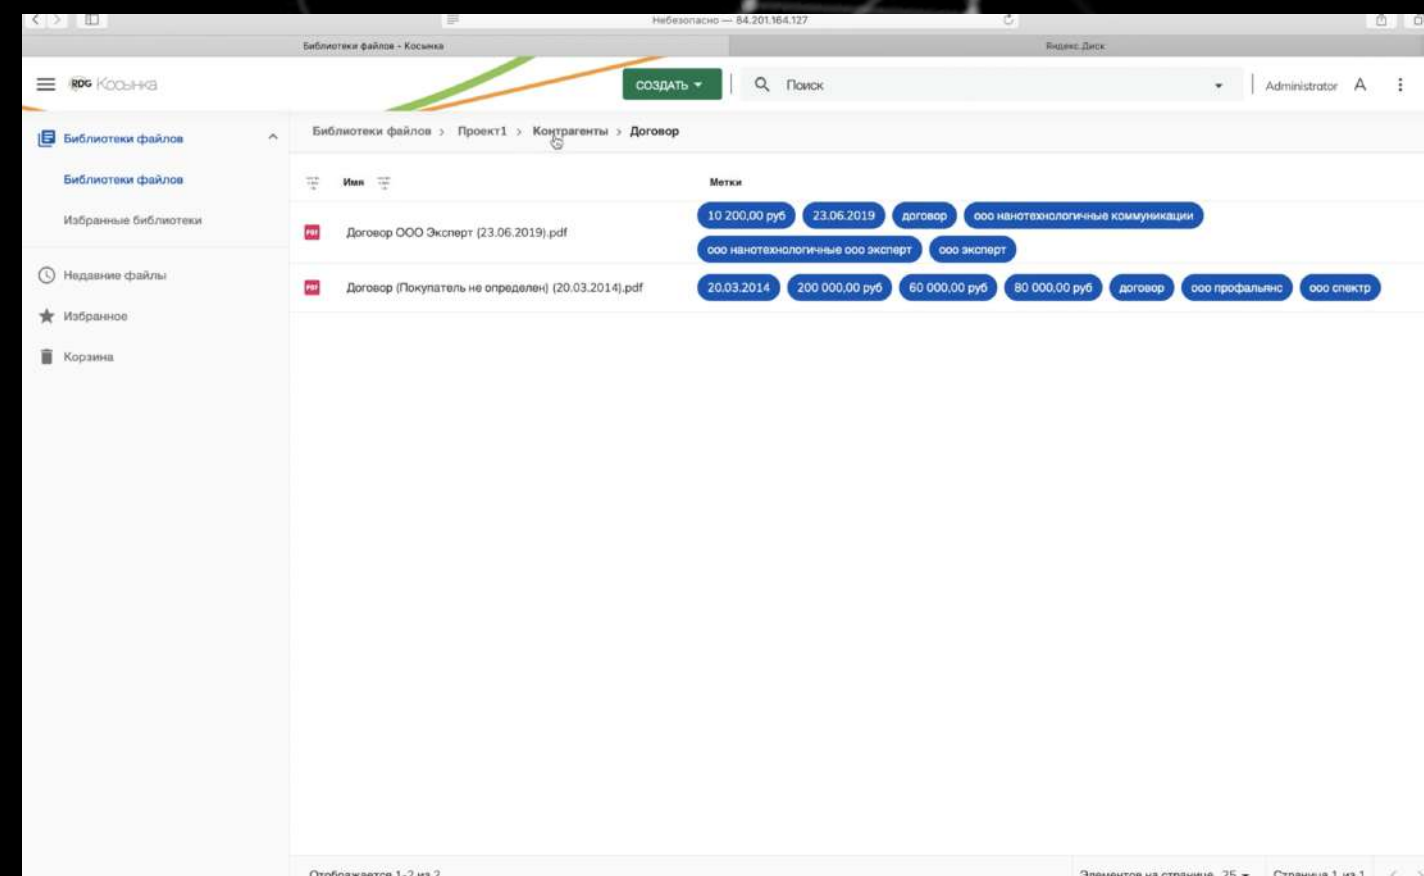 Небезопасно — 84.201.164.127
Библиотеки файлов - Косынка
Яндекс.Диск
RDG Косынка
СОЗДАТЬ
Поиск
Administrator A
Библиотеки файлов
Библиотеки файлов
Избранные библиотеки
Недавние файлы
Избранное
Корзина
Библиотеки файлов > Проект1 > Контрагенты > Договор
Имя
Метки
PDF
Договор ООО Эксперт (23.06.2019).pdf
10 200,00 руб 23.06.2019 договор ооо нанотехнологичные коммуникации
ооо нанотехнологичные ооо эксперт ооо эксперт
PDF
Договор (Покупатель не определен) (20.03.2014).pdf
20.03.2014 200 000,00 руб 60 000,00 руб 80 000,00 руб договор ооо профальянс ооо спектр
Отображается 1-2 из 2
Элементов на странице 25
Страница 1 из 1